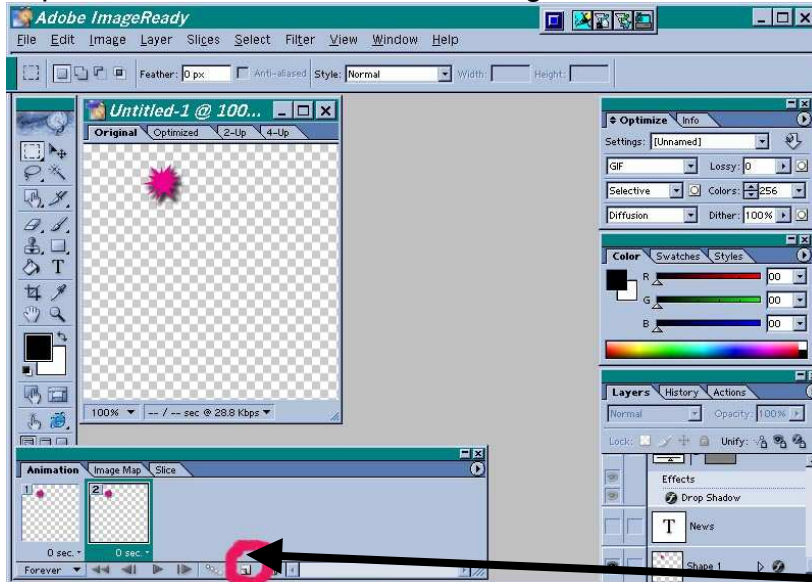 Adobe ImageReady
File Edit Image Layer Slices Select Filter View Window Help
Feather: 0 px Anti-aliased Style: Normal Width: Height:
Untitled-1 @ 100...
Original Optimized 2-Up 4-Up
Optimize Info
Settings: [Unnamed]
GIF Lossy: 0
Selective Colors: 256
Diffusion Dither: 100%
Color Swatches Styles
R 00
G 00
B 00
100% -- / -- sec @ 28.8 Kbps
Layers History Actions
Normal Opacity: 100%
Lock: Unify:
Effects
Drop Shadow
T News
Shape 1
Animation Image Map Slice
1 2
0 sec. 0 sec.
Forever